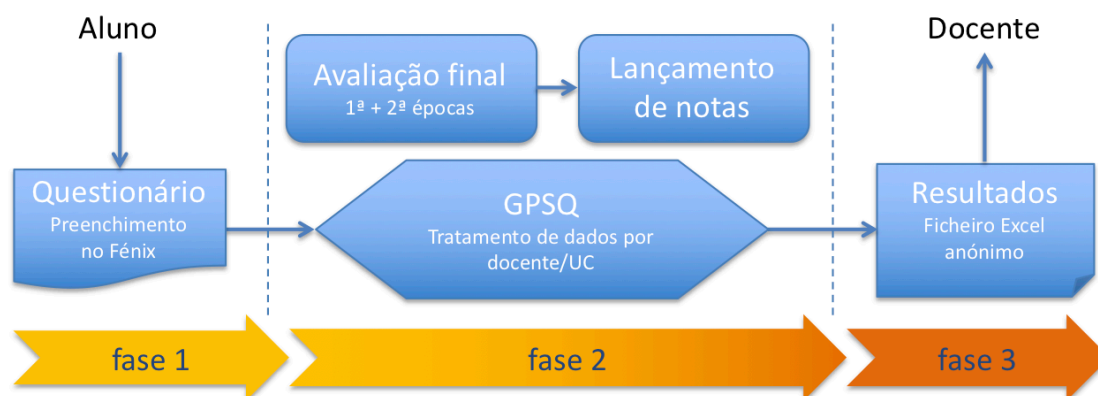 Aluno
Docente
Avaliação final
1ª + 2ª épocas
Lançamento
de notas
Questionário
Preenchimento
no Fénix
GPSQ
Tratamento de dados por
docente/UC
Resultados
Ficheiro Excel
anónimo
fase 1
fase 2
fase 3